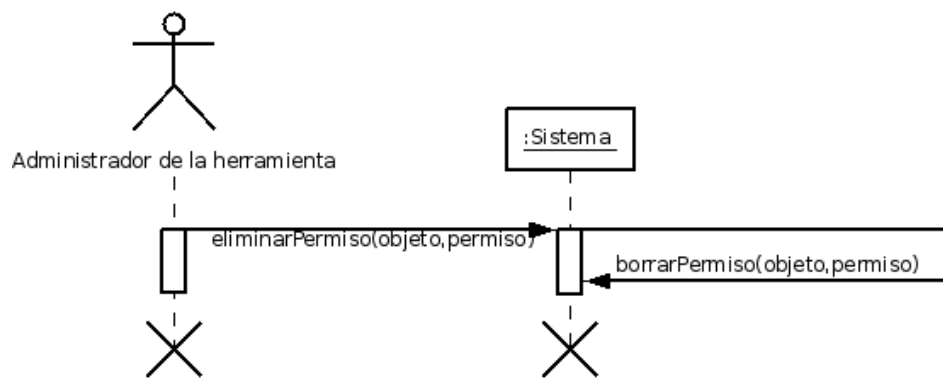 Administrador de la herramienta
:Sistema
eliminarPermiso(objeto,permiso)
borrarPermiso(objeto,permiso)